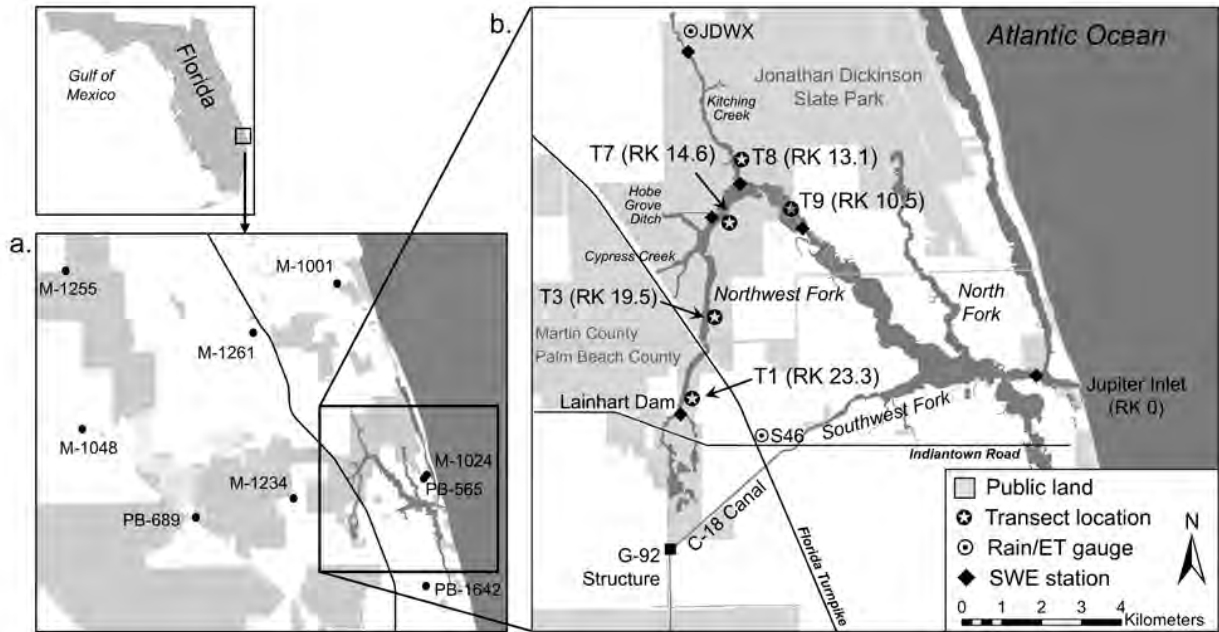 Gulf of
Mexico
Florida
a.
M-1255
M-1001
M-1261
M-1048
M-1024
PB-565
M-1234
PB-689
PB-1642
b.
JDWX
Atlantic Ocean
Jonathan Dickinson
State Park
Kitching
Creek
T7 (RK 14.6)
T8 (RK 13.1)
T9 (RK 10.5)
Hobe
Grove
Ditch
Cypress Creek
T3 (RK 19.5)
Northwest Fork
North
Fork
Martin County
Palm Beach County
T1 (RK 23.3)
Lainhart Dam
Jupiter Inlet
(RK 0)
Southwest Fork
S46
Indiantown Road
C-18 Canal
G-92
Structure
Florida Turnpike
Public land
Transect location
Rain/ET gauge
SWE station
N
0 1 2 3 4
Kilometers